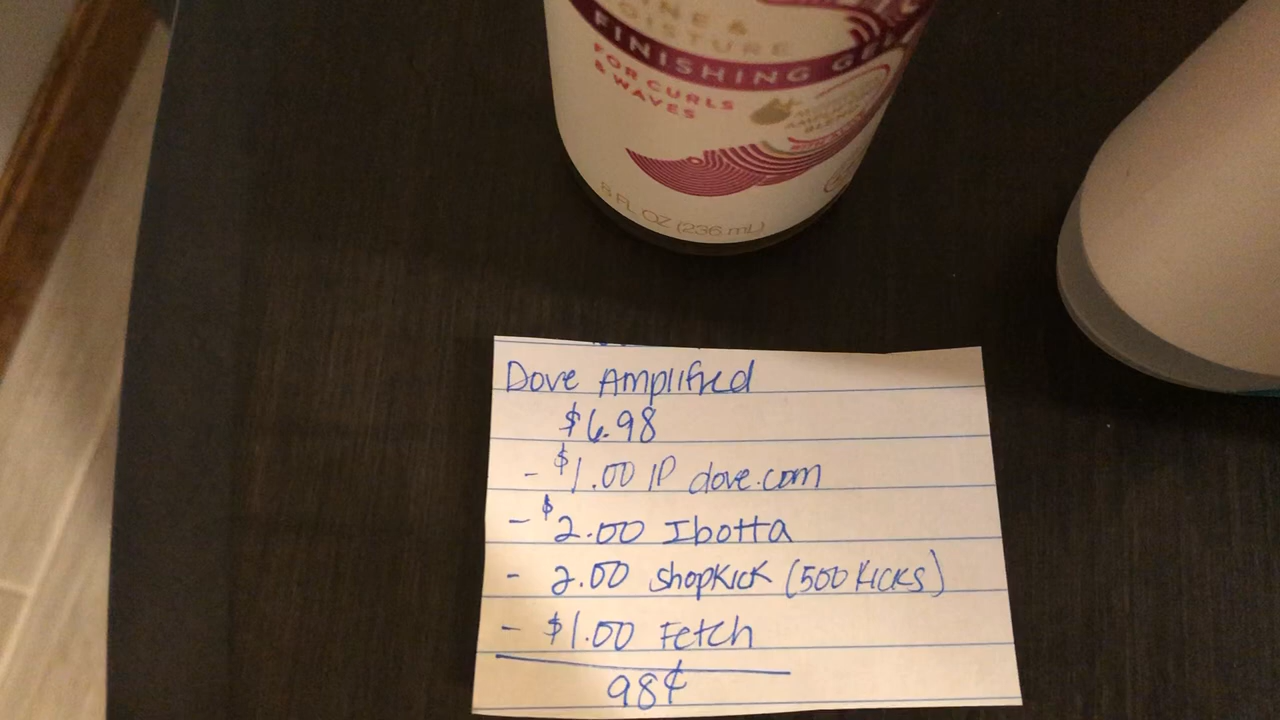 FINISHING GEL
FOR CURLS
& WAVES
8 FL OZ (236 mL)
Dove Amplified
$6.98
- $1.00 IP dove.com
- $2.00 Ibotta
- 2.00 Shopkick (500 Kicks)
- $1.00 Fetch
98¢